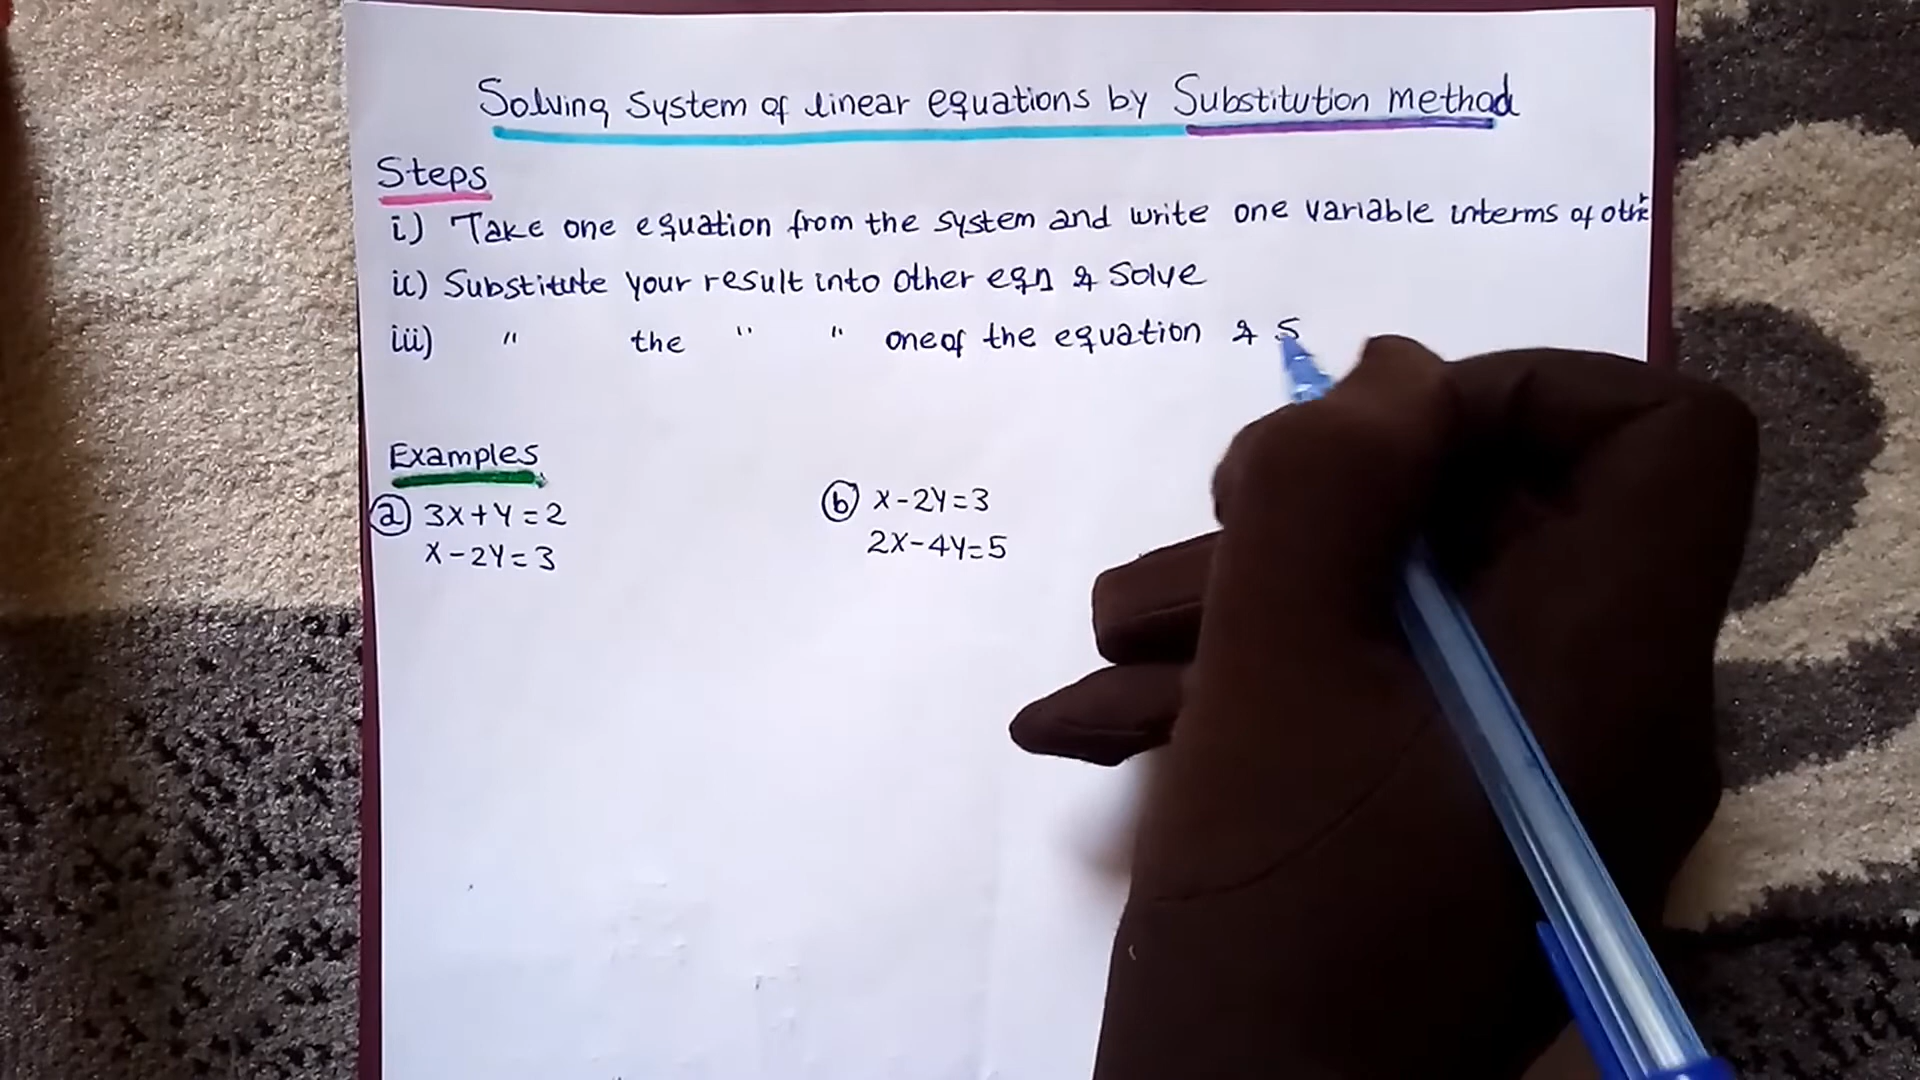 Solving System of linear equations by Substitution method
Steps
i) Take one equation from the system and write one variable interms of othr
ii) Substitute your result into other eqn & Solve
iii) " the " " one of the equation & S
Examples
(a) 3x+y=2
x-2y=3
(b) x-2y=3
2x-4y=5